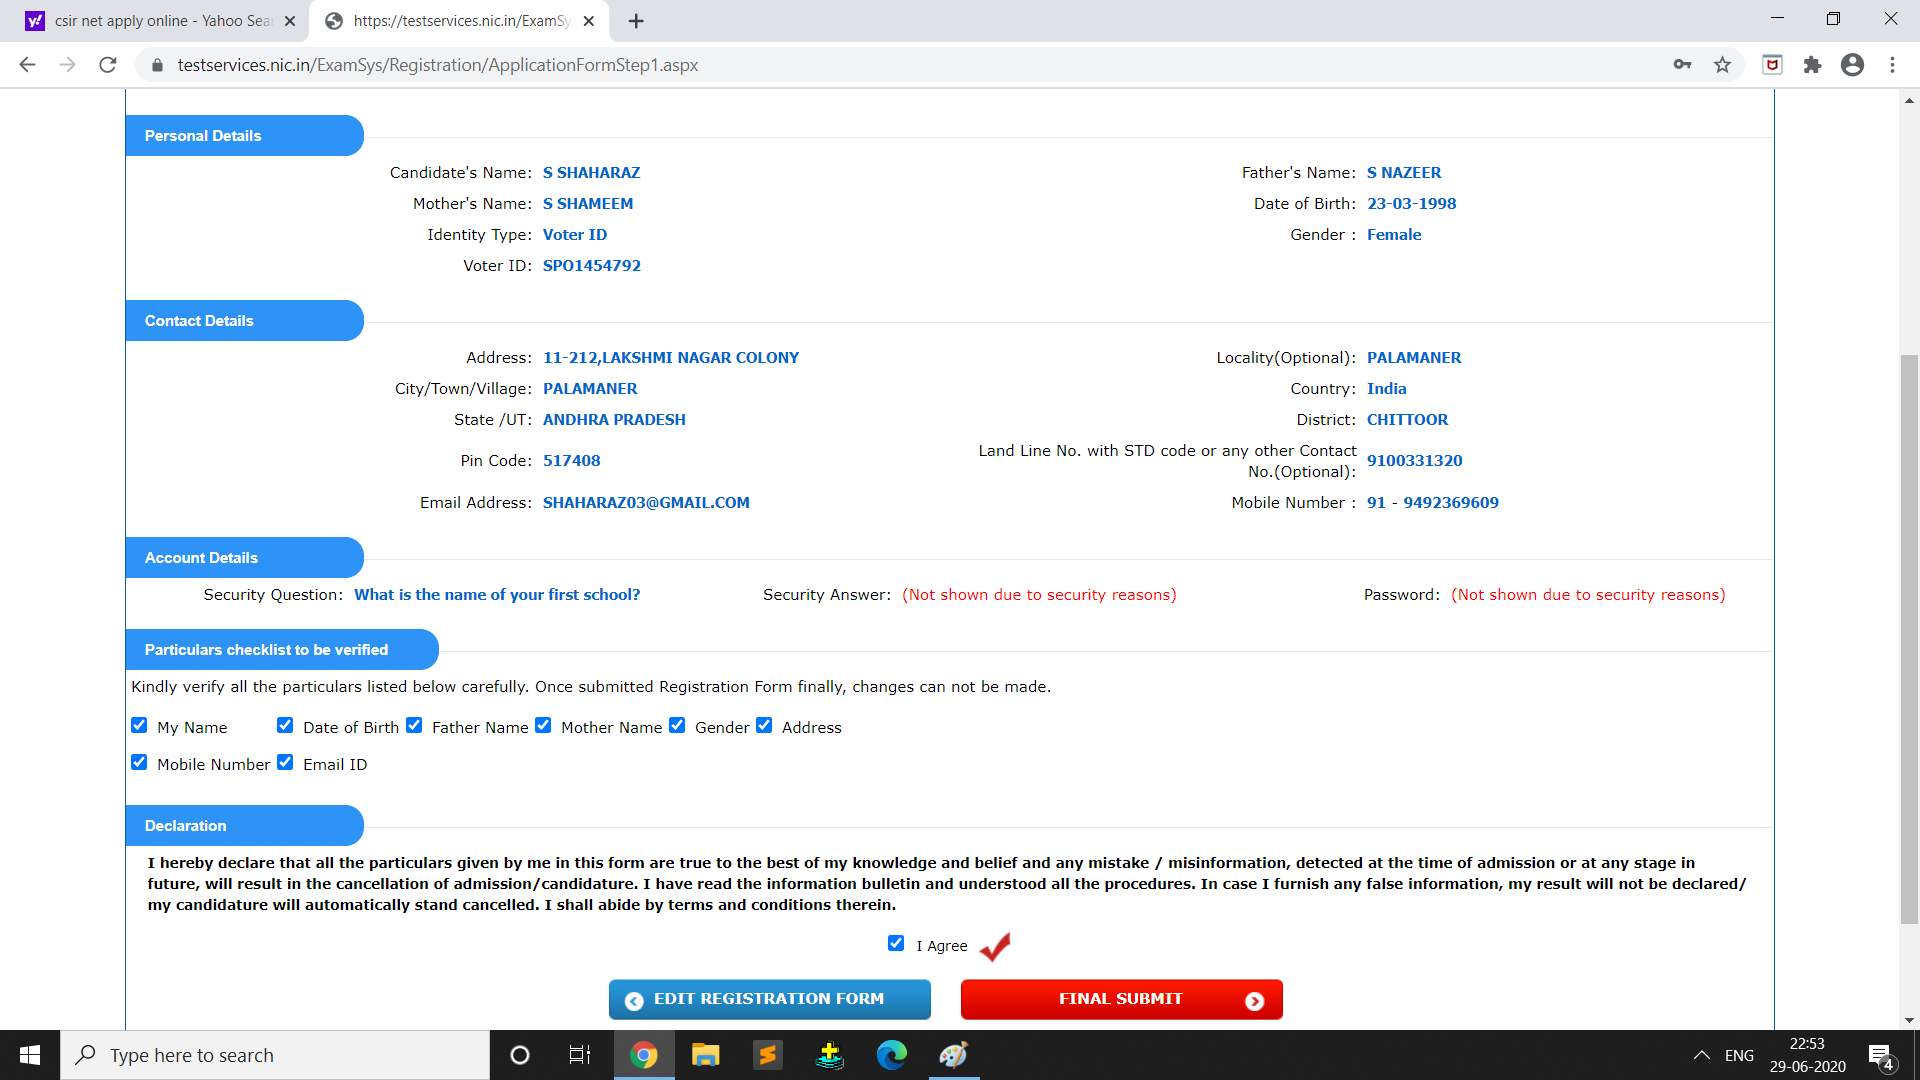 csir net apply online - Yahoo Sear
https://testservices.nic.in/ExamSy
testservices.nic.in/ExamSys/Registration/ApplicationFormStep1.aspx
Personal Details
Candidate's Name: S SHAHARAZ Father's Name: S NAZEER
Mother's Name: S SHAMEEM Date of Birth: 23-03-1998
Identity Type: Voter ID Gender : Female
Voter ID: SPO1454792
Contact Details
Address: 11-212,LAKSHMI NAGAR COLONY Locality(Optional): PALAMANER
City/Town/Village: PALAMANER Country: India
State /UT: ANDHRA PRADESH District: CHITTOOR
Pin Code: 517408 Land Line No. with STD code or any other Contact
No.(Optional): 9100331320
Email Address: SHAHARAZ03@GMAIL.COM Mobile Number : 91 - 9492369609
Account Details
Security Question: What is the name of your first school? Security Answer: (Not shown due to security reasons) Password: (Not shown due to security reasons)
Particulars checklist to be verified
Kindly verify all the particulars listed below carefully. Once submitted Registration Form finally, changes can not be made.
My Name Date of Birth Father Name Mother Name Gender Address
Mobile Number Email ID
Declaration
I hereby declare that all the particulars given by me in this form are true to the best of my knowledge and belief and any mistake / misinformation, detected at the time of admission or at any stage in
future, will result in the cancellation of admission/candidature. I have read the information bulletin and understood all the procedures. In case I furnish any false information, my result will not be declared/
my candidature will automatically stand cancelled. I shall abide by terms and conditions therein.
I Agree
EDIT REGISTRATION FORM FINAL SUBMIT
Type here to search
ENG
22:53
29-06-2020
4